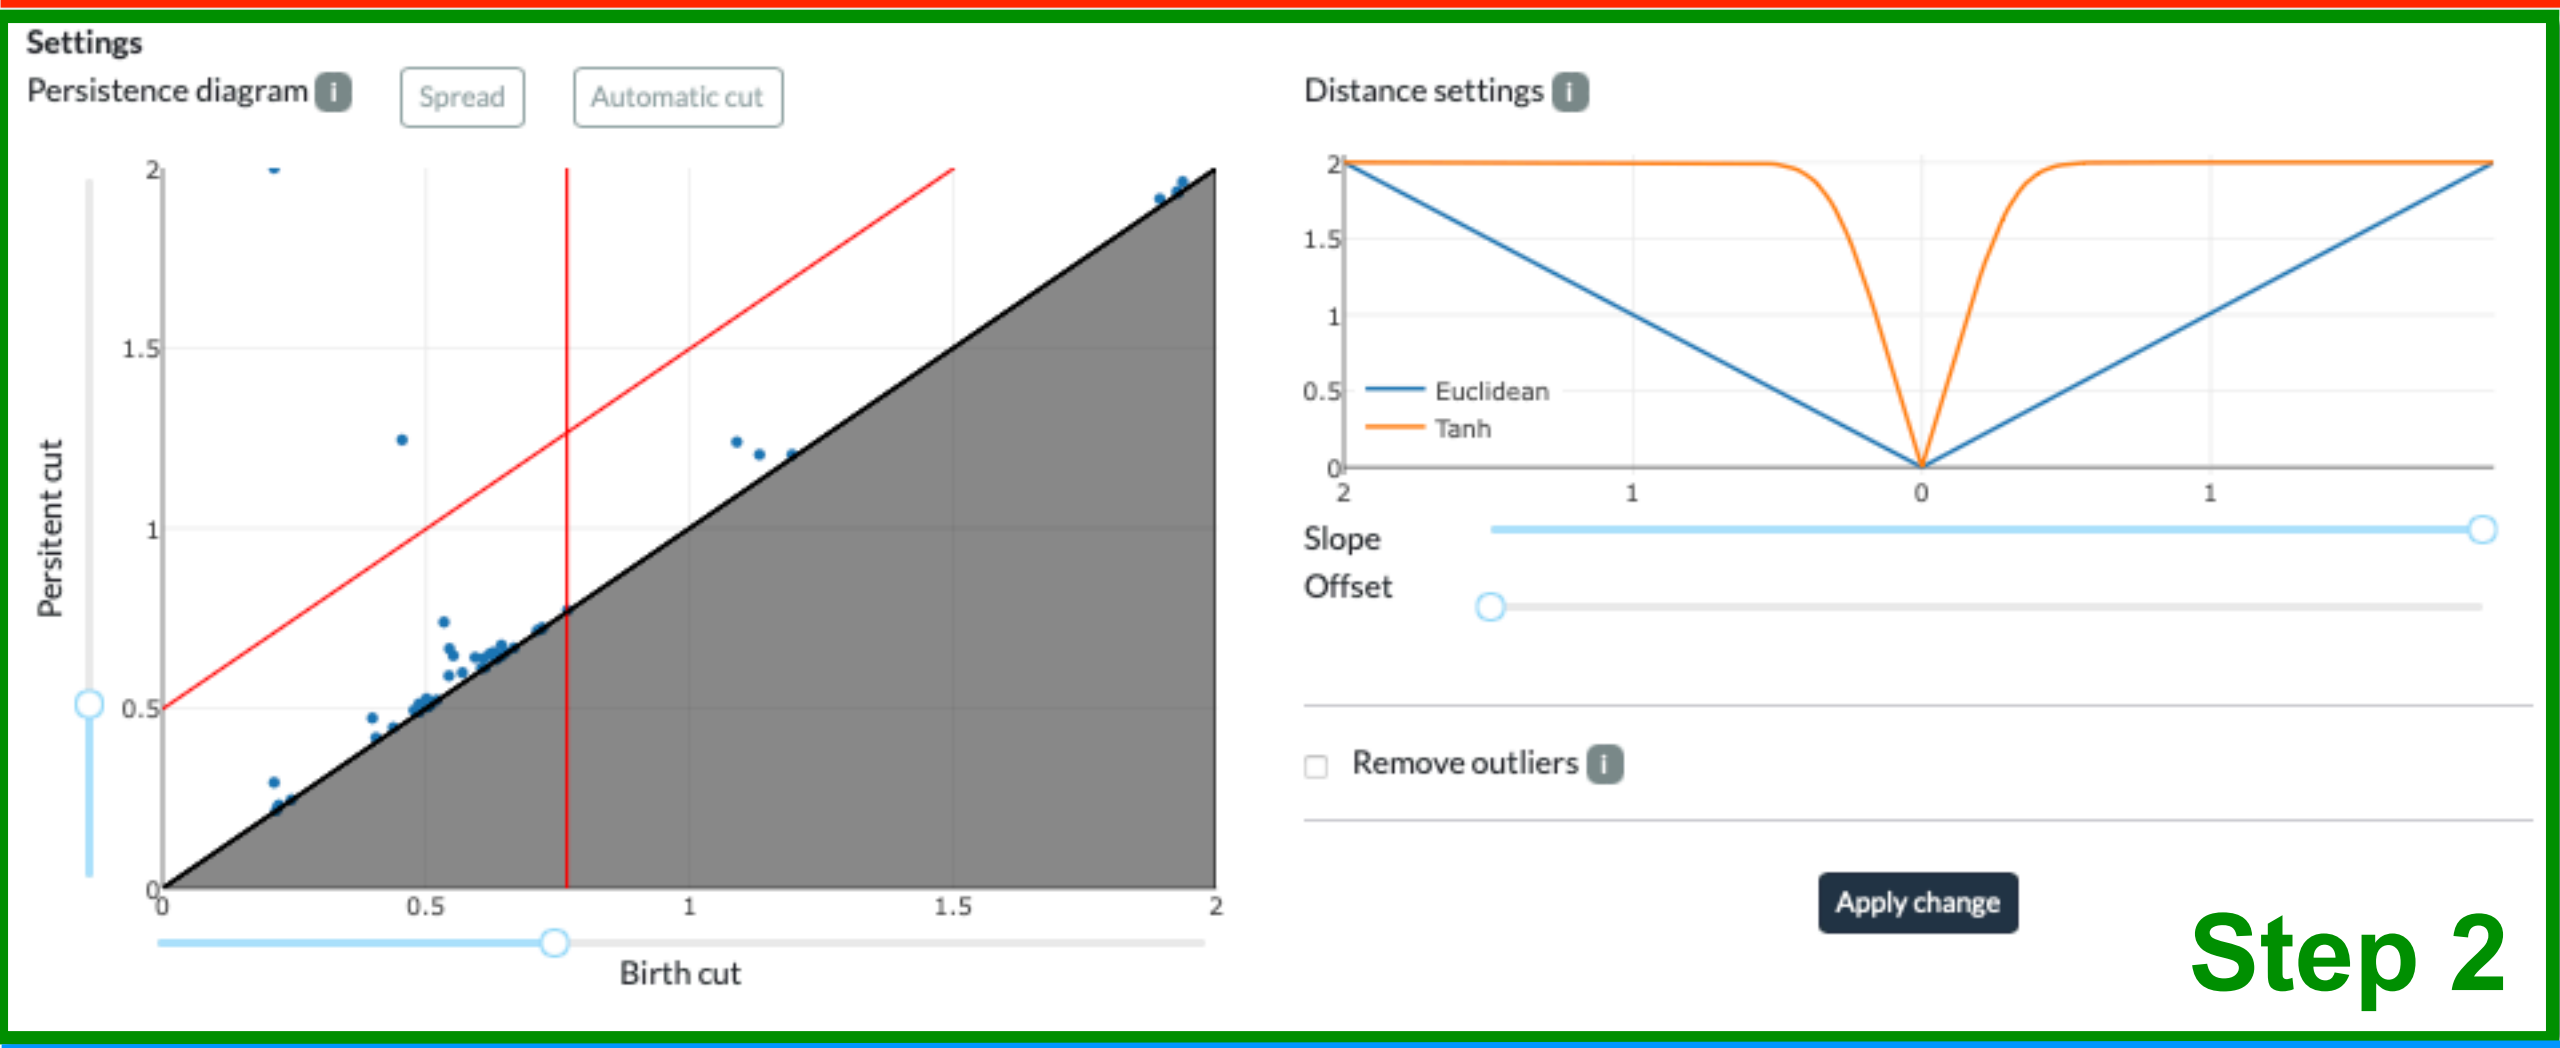 Settings
Persistence diagram i Spread Automatic cut
Distance settings i
2
1.5
1
0.5
0
0 0.5 1 1.5 2
Persitent cut
Birth cut
2
1.5
1
0.5
0
2 1 0 1
Euclidean
Tanh
Slope
Offset
Remove outliers i
Apply change
Step 2